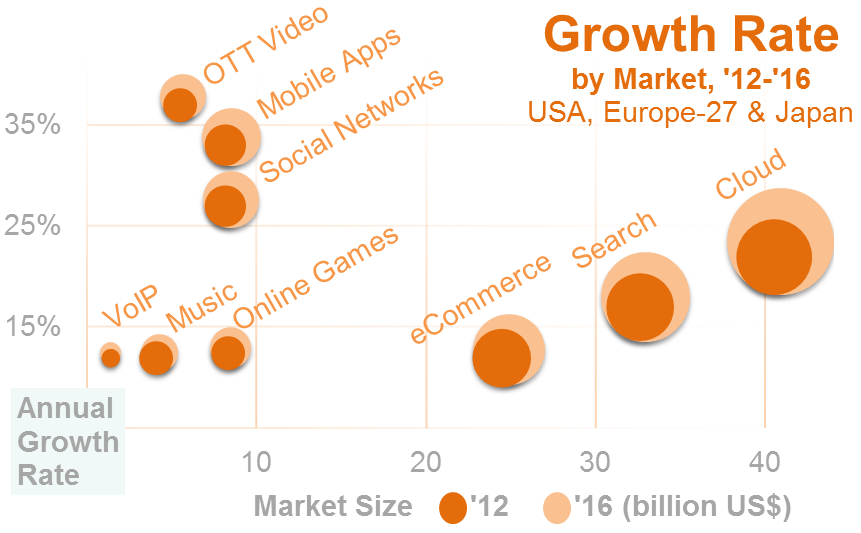 Growth Rate
by Market, '12-'16
USA, Europe-27 & Japan
OTT Video
Mobile Apps
Social Networks
35%
Cloud
25%
Search
Online Games
eCommerce
VoIP
Music
15%
Annual
Growth
Rate
10 20 30 40
Market Size '12 '16 (billion US$)